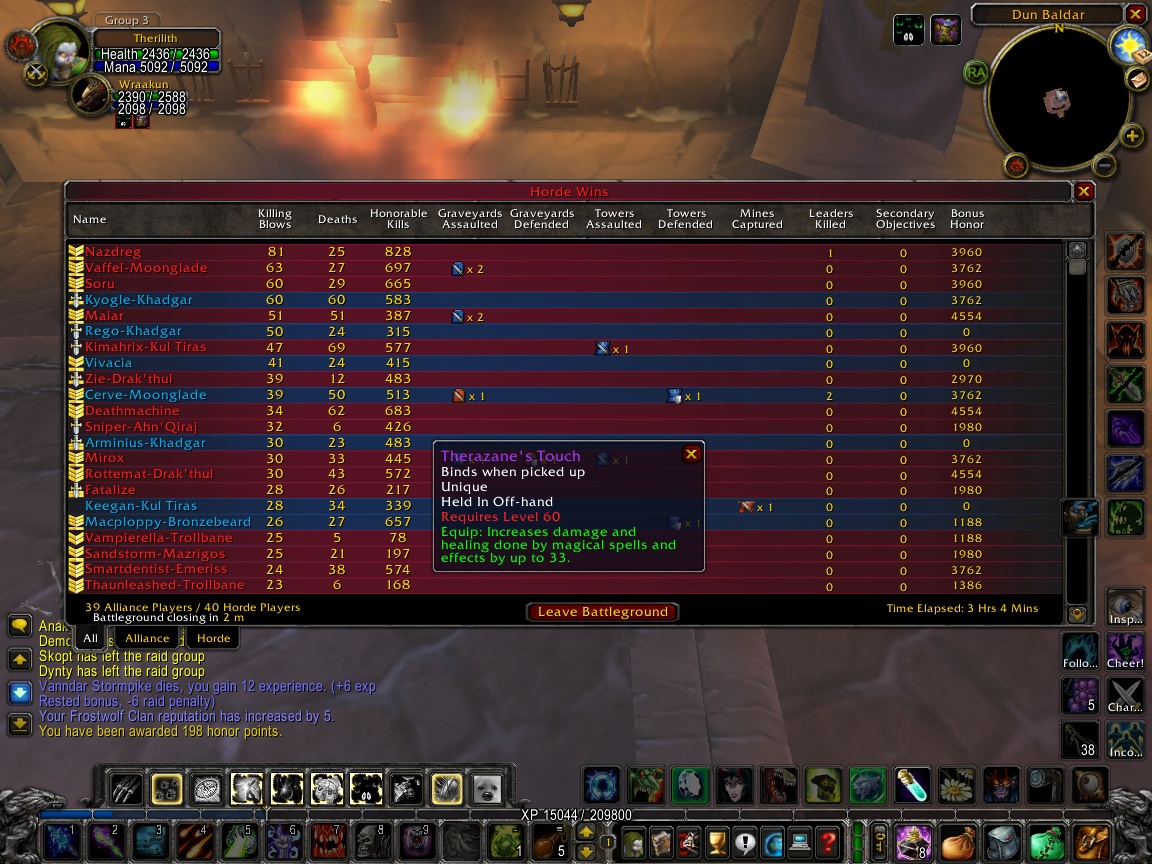 Group 3
Therilith
Health 2436 / 2436
Mana 5092 / 5092
Wraakun
2390 / 2588
2098 / 2098
Dun Baldar
N
RA
12
Horde Wins
Name Killing Blows Deaths Honorable Kills Graveyards Assaulted Graveyards Defended Towers Assaulted Towers Defended Mines Captured Leaders Killed Secondary Objectives Bonus Honor
Nazdreg 81 25 828 1 0 3960
Vaffel-Moonglade 63 27 697 x 2 0 0 3762
Soru 60 29 665 0 0 3960
Kyogle-Khadgar 60 60 583 0 0 3762
Maiar 51 51 387 x 2 0 0 4554
Rego-Khadgar 50 24 315 0 0 0
Kimahrix-Kul Tiras 47 69 577 x 1 0 0 3960
Vivacia 41 24 415 0 0 0
Zie-Drak'thul 39 12 483 0 0 2970
Cerve-Moonglade 39 50 513 x 1 x 1 2 0 3762
Deathmachine 34 62 683 0 0 4554
Sniper-Ahn'Qiraj 32 6 426 0 0 1980
Arminius-Khadgar 30 23 483 0 0 0
Mirox 30 33 445 x 1 0 0 3762
Rottemat-Drak'thul 30 43 572 0 0 4554
Fatalize 28 26 217 0 0 1980
Keegan-Kul Tiras 28 34 339 x 1 0 0 0
Macploppy-Bronzebeard 26 27 657 x 1 0 0 1188
Vampierella-Trollbane 25 5 78 0 0 1188
Sandstorm-Mazrigos 25 21 197 0 0 1980
Smartdentist-Emeriss 24 38 574 0 0 3762
Thaunleashed-Trollbane 23 6 168 0 0 1386
Therazane's Touch
Binds when picked up
Unique
Held In Off-hand
Requires Level 60
Equip: Increases damage and
healing done by magical spells and
effects by up to 33.
39 Alliance Players / 40 Horde Players
Battleground closing in 2 m
Leave Battleground
Time Elapsed: 3 Hrs 4 Mins
All Alliance Horde
Skopt has left the raid group
Dynty has left the raid group
Vanndar Stormpike dies, you gain 12 experience. (+6 exp
Rested bonus, -6 raid penalty)
Your Frostwolf Clan reputation has increased by 5.
You have been awarded 198 honor points.
Insp...
Follo... Cheer!
5 Char...
38 Inco...
XP 15044 / 209800
1 2 3 4 5 6 7 8 9 1 5 1 18